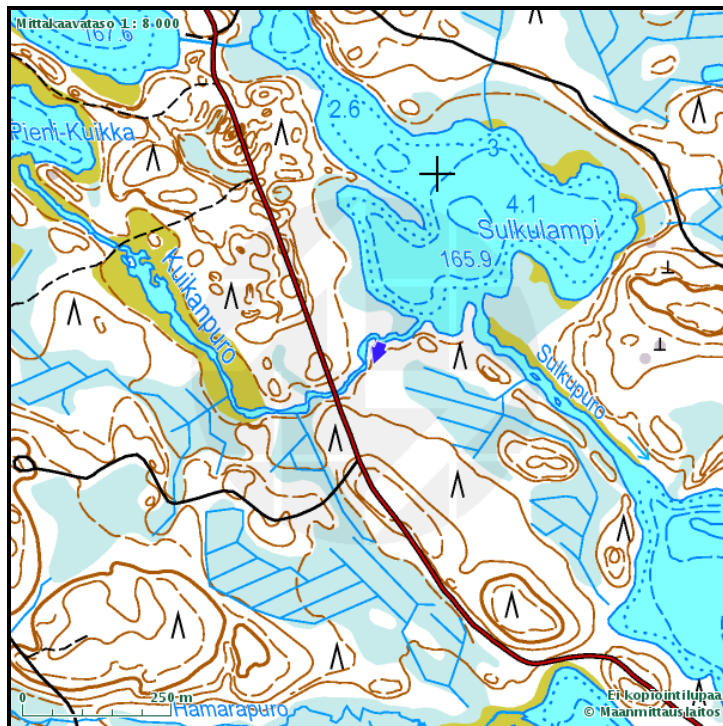 Mittakaavataso 1 : 8 000
167.6
Pieni-Kuikka
2.6
3
4.1
Sulkulampi
165.9
Kuikanpuro
Sulkupuro
0 250 m
Hamarapuro
Ei kopiointilupaa
© Maanmittauslaitos